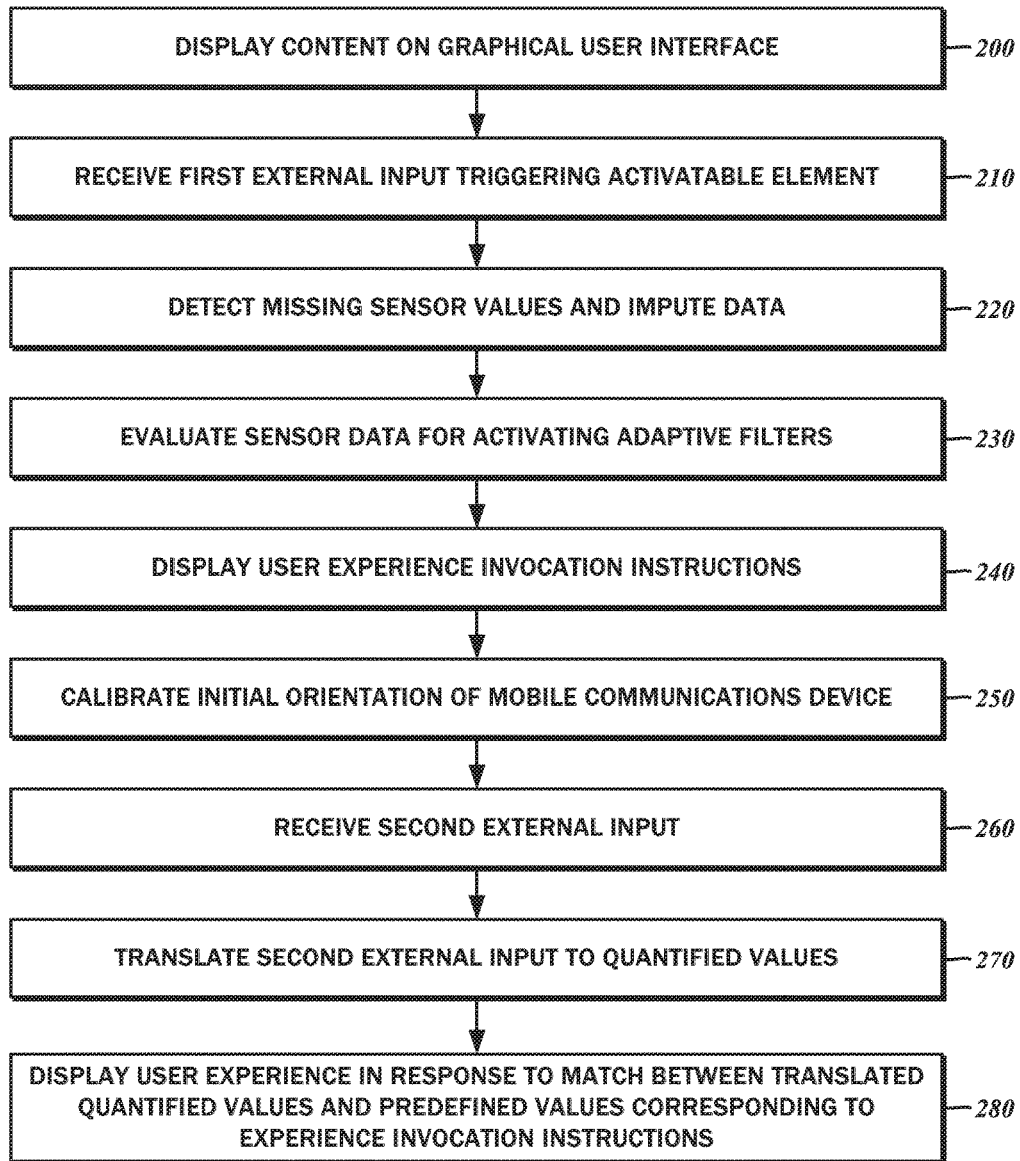 DISPLAY CONTENT ON GRAPHICAL USER INTERFACE
200
RECEIVE FIRST EXTERNAL INPUT TRIGGERING ACTIVATABLE ELEMENT
210
DETECT MISSING SENSOR VALUES AND IMPUTE DATA
220
EVALUATE SENSOR DATA FOR ACTIVATING ADAPTIVE FILTERS
230
DISPLAY USER EXPERIENCE INVOCATION INSTRUCTIONS
240
CALIBRATE INITIAL ORIENTATION OF MOBILE COMMUNICATIONS DEVICE
250
RECEIVE SECOND EXTERNAL INPUT
260
TRANSLATE SECOND EXTERNAL INPUT TO QUANTIFIED VALUES
270
DISPLAY USER EXPERIENCE IN RESPONSE TO MATCH BETWEEN TRANSLATED
QUANTIFIED VALUES AND PREDEFINED VALUES CORRESPONDING TO
EXPERIENCE INVOCATION INSTRUCTIONS
280